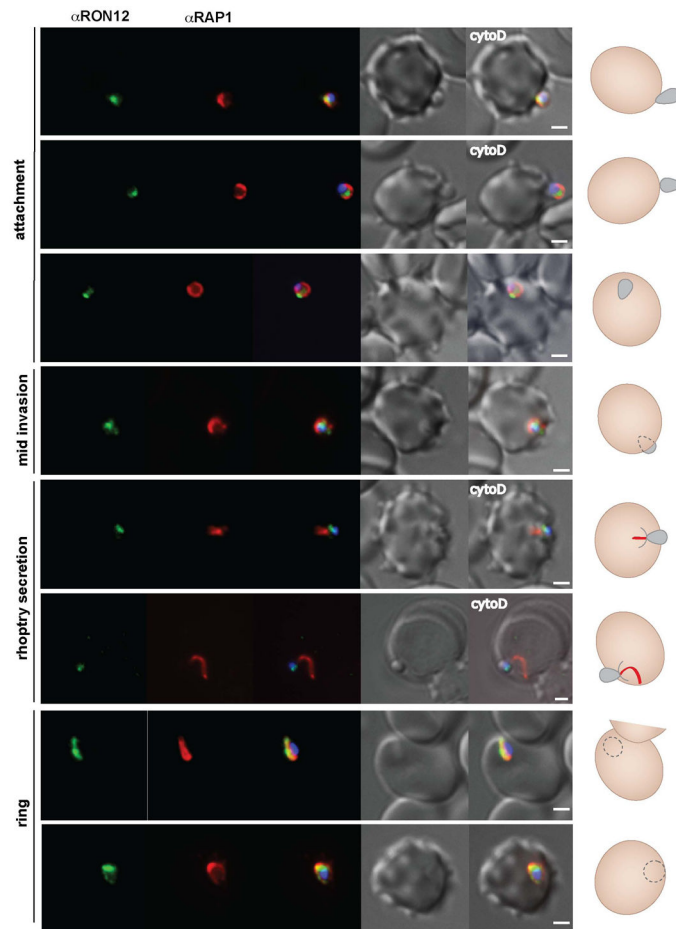 αRON12 αRAP1
attachment
cytoD
cytoD
mid invasion
rhoptry secretion
cytoD
cytoD
ring